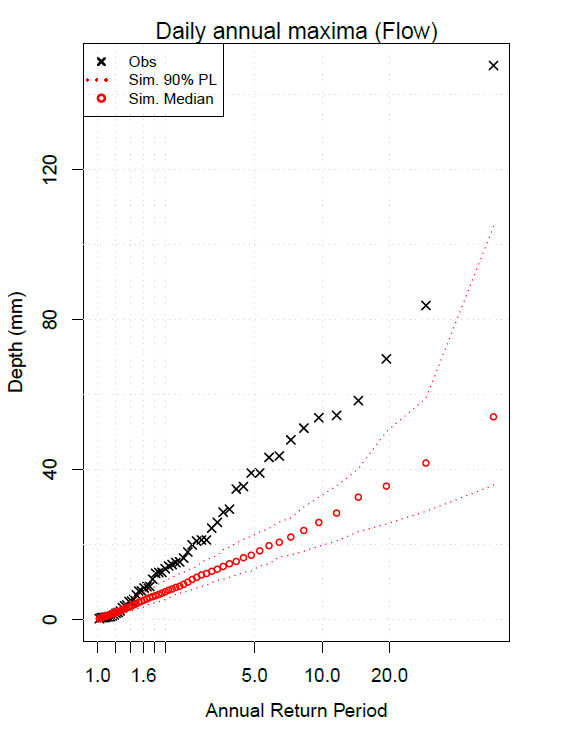 Daily annual maxima (Flow)
Obs
Sim. 90% PL
Sim. Median
120
80
40
0
Depth (mm)
1.0 1.6 5.0 10.0 20.0
Annual Return Period